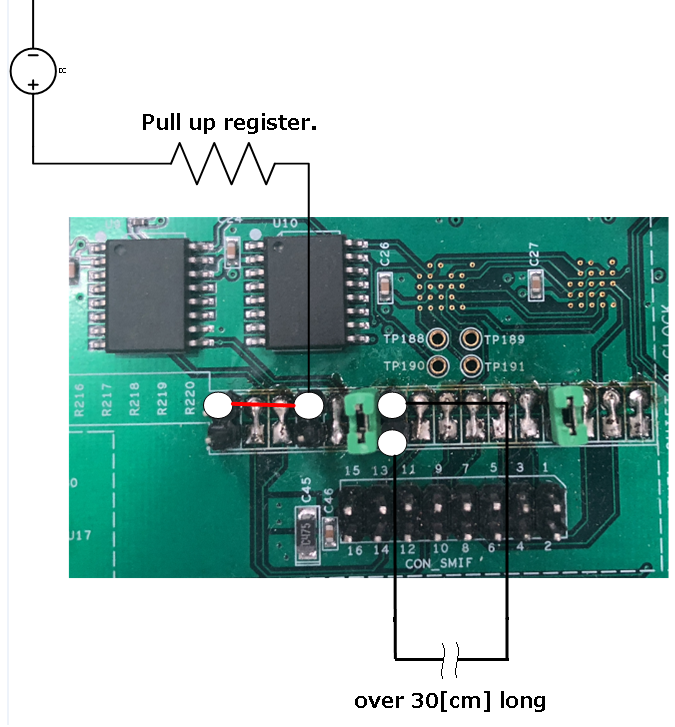 DC
Pull up register.
U10
C26
C27
TP188
TP189
TP190
TP191
R216
R217
R218
R219
R220
CLOCK
15 13 11 9 7 5 3 1
C45
C46
C475
U17
16 14 12 10 8 6 4 2
CON_SMIF
over 30[cm] long